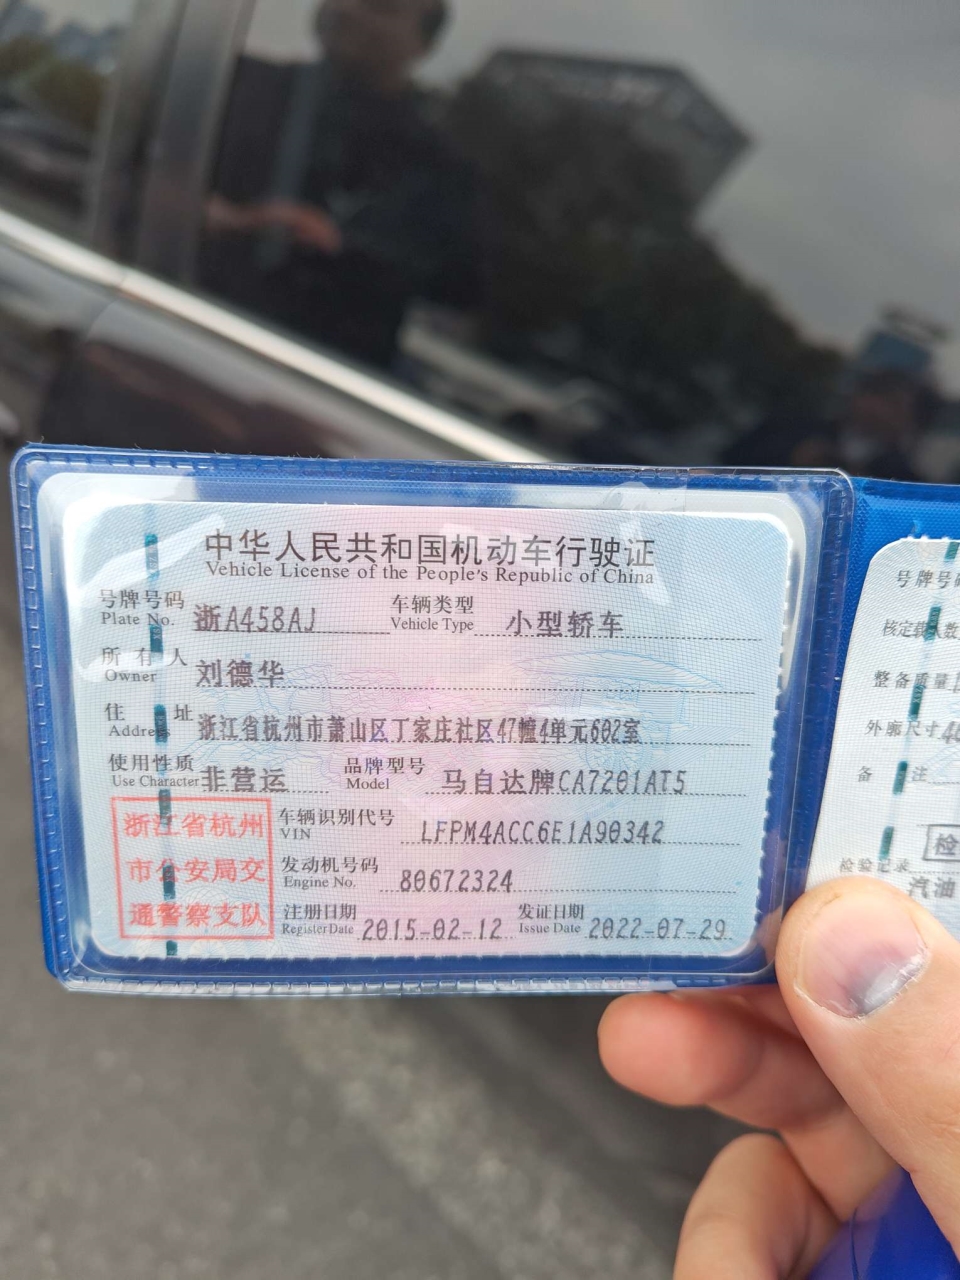 中华人民共和国机动车行驶证
Vehicle License of the People's Republic of China
号牌号码 浙A458AJ 车辆类型 小型轿车
Plate No. Vehicle Type
所有人 刘德华
Owner
住址 浙江省杭州市萧山区丁家庄社区47幢4单元602室
Address
使用性质 非营运 品牌型号 马自达牌CA7201AT5
Use Character Model
浙江省杭州
市公安局交
通警察支队
车辆识别代号 LFPM4ACC6E1A90342
VIN
发动机号码 80672324
Engine No.
注册日期 2015-02-12 发证日期 2022-07-29
Register Date Issue Date
号牌号码
核定载人数
整备质量
外廓尺寸
备注
检验记录
检
汽油